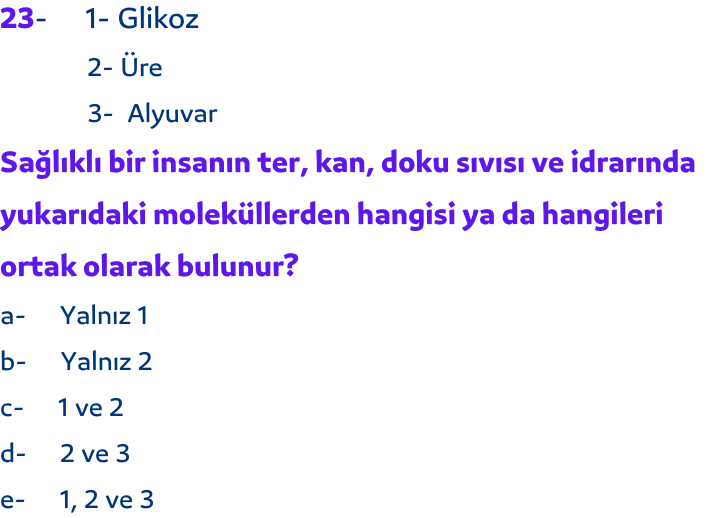 23- 1- Glikoz
2- Üre
3- Alyuvar
Sağlıklı bir insanın ter, kan, doku sıvısı ve idrarında
yukarıdaki moleküllerden hangisi ya da hangileri
ortak olarak bulunur?
a- Yalnız 1
b- Yalnız 2
c- 1 ve 2
d- 2 ve 3
e- 1, 2 ve 3